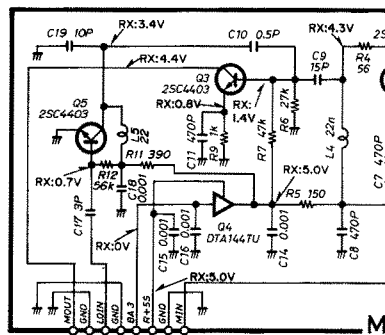 C19 10P
RX:3.4V
C10 0.5P
RX:4.3V
RX:4.4V
Q3
2SC4403
C9
15P
R4
56
Q5
2SC4403
RX:0.8V
RX:
1.4V
R6 27k
L5
22
C11 470P
R9 1k
R7 47k
22n
L4
C7 470P
R11 390
RX:5.0V
RX:0.7V
R12
56k
C18
0.001
R5 150
C17 3P
RX:0V
C15 0.001
C16 0.001
Q4
DTA144TU
C14 0.001
C8 470P
RX:5.0V
MOUT
GND
LOIN
GND
BA3
R+5S
GND
MIN
M